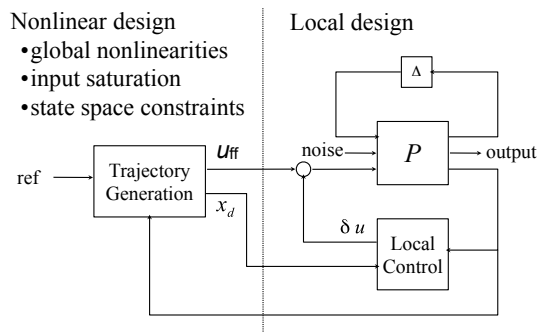 Nonlinear design
•global nonlinearities
•input saturation
•state space constraints
Local design
Δ
noise
P
output
ref
Trajectory
Generation
uff
xd
δ u
Local
Control